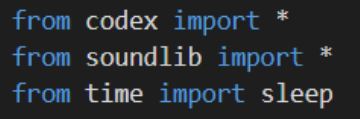 from codex import *
from soundlib import *
from time import sleep